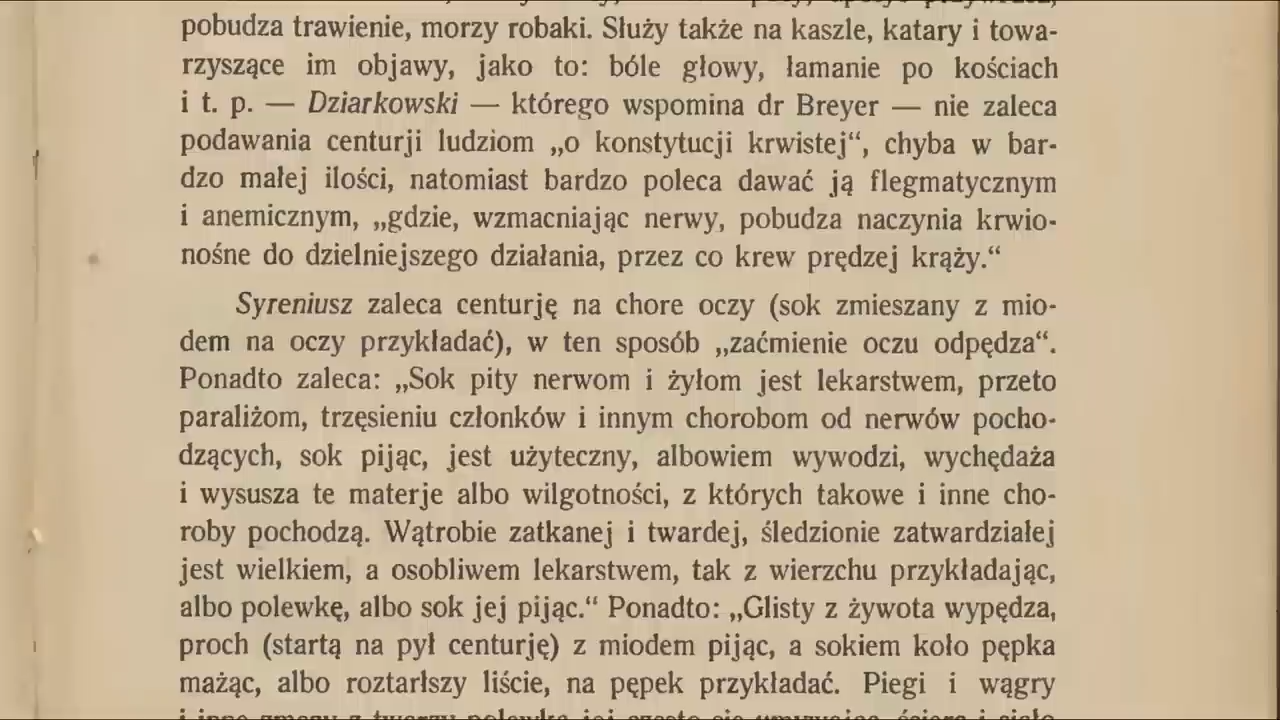 pobudza trawienie, morzy robaki. Służy także na kaszle, katary i towa-
rzyszące im objawy, jako to: bóle głowy, łamanie po kościach
i t. p. — Dziarkowski — którego wspomina dr Breyer — nie zaleca
podawania centurji ludziom „o konstytucji krwistej“, chyba w bar-
dzo małej ilości, natomiast bardzo poleca dawać ją flegmatycznym
i anemicznym, „gdzie, wzmacniając nerwy, pobudza naczynia krwio-
nośne do dzielniejszego działania, przez co krew prędzej krąży.“
Syreniusz zaleca centurję na chore oczy (sok zmieszany z mio-
dem na oczy przykładać), w ten sposób „zaćmienie oczu odpędza“.
Ponadto zaleca: „Sok pity nerwom i żyłom jest lekarstwem, przeto
paraliżom, trzęsieniu członków i innym chorobom od nerwów pocho-
dzących, sok pijąc, jest użyteczny, albowiem wywodzi, wychędaża
i wysusza te materje albo wilgotności, z których takowe i inne cho-
roby pochodzą. Wątrobie zatkanej i twardej, śledzionie zatwardziałej
jest wielkiem, a osobliwem lekarstwem, tak z wierzchu przykładając,
albo polewkę, albo sok jej pijąc.“ Ponadto: „Glisty z żywota wypędza,
proch (startą na pył centurję) z miodem pijąc, a sokiem koło pępka
mażąc, albo roztarłszy liście, na pępek przykładać. Piegi i wągry